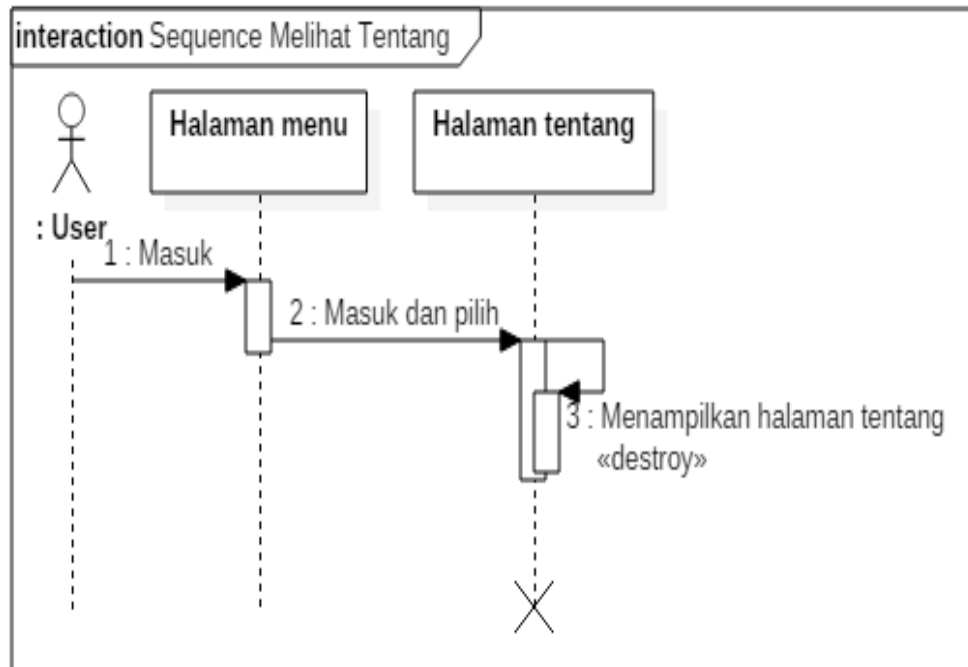 interaction Sequence Melihat Tentang
Halaman menu
Halaman tentang
: User
1 : Masuk
2 : Masuk dan pilih
3 : Menampilkan halaman tentang
«destroy»